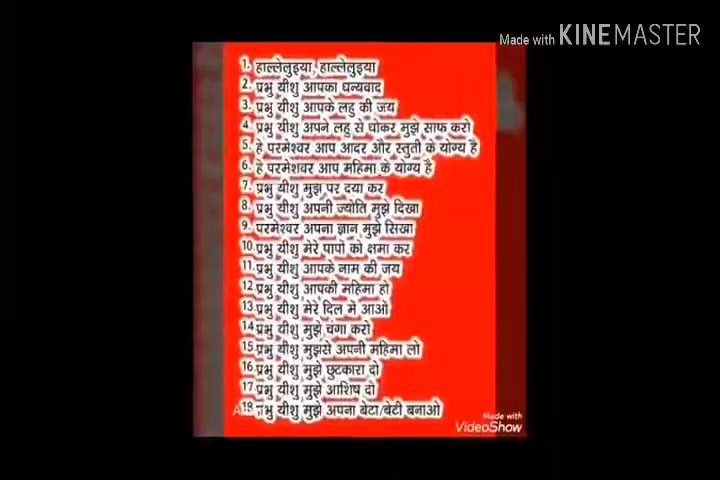 Made with KINEMASTER
1. हाल्लेलुइया, हाल्लेलुइया
2. प्रभु यीशु आपका धन्यवाद
3. प्रभु यीशु आपके लहु की जय
4. प्रभु यीशु अपने लहु से धोकर मुझे साफ करो
5. हे परमेश्वर आप आदर और स्तुती के योग्य है
6. हे परमेशवर आप महिमा के योग्य है
7. प्रभु यीशु मुझ पर दया कर
8. प्रभु यीशु अपनी ज्योति मुझे दिखा
9. परमेश्वर अपना ज्ञान मुझे सिखा
10. प्रभु यीशु मेरे पापों को क्षमा कर
11. प्रभु यीशु आपके नाम की जय
12. प्रभु यीशु आपकी महिमा हो
13. प्रभु यीशु मेरे दिल में आओ
14. प्रभु यीशु मुझे चंगा करो
15. प्रभु यीशु मुझसे अपनी महिमा लो
16. प्रभु यीशु मुझे छुटकारा दो
17. प्रभु यीशु मुझे आशिष दो
18. प्रभु यीशु मुझे अपना बेटा/बेटी बनाओ
Made with
VideoShow